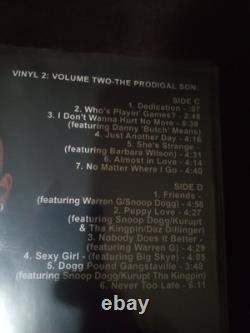 VINYL 2: VOLUME TWO-THE PRODIGAL SON:
SIDE C
1. Dedication - :57
2. Who's Playin' Games? - 2:48
3. I Don't Wanna Hurt No More - 5:39
(featuring Danny 'Butch' Means)
4. Just Another Day - 5:15
5. She's Strange -
(featuring Barbara Wilson) - 4:31
6. Almost in Love - 4:14
7. No Matter Where I Go - 4:40
SIDE D
1. Friends -
(featuring Warren G/Snoop Dogg) -
2. Puppy Love - 4:27
(featuring Snoop Dogg/Kurupt
& Tha Kingpin/Daz Dillinger)
3. Nobody Does It Better -
(featuring Warren G) - 4:29
4. Sexy Girl - (featuring Big Skye) - 4:05
5. Dogg Pound Gangstaville - 4:31
(featuring Snoop Dogg/Kurupt Tha Kingpin)
6. Never Too Late - 6:11